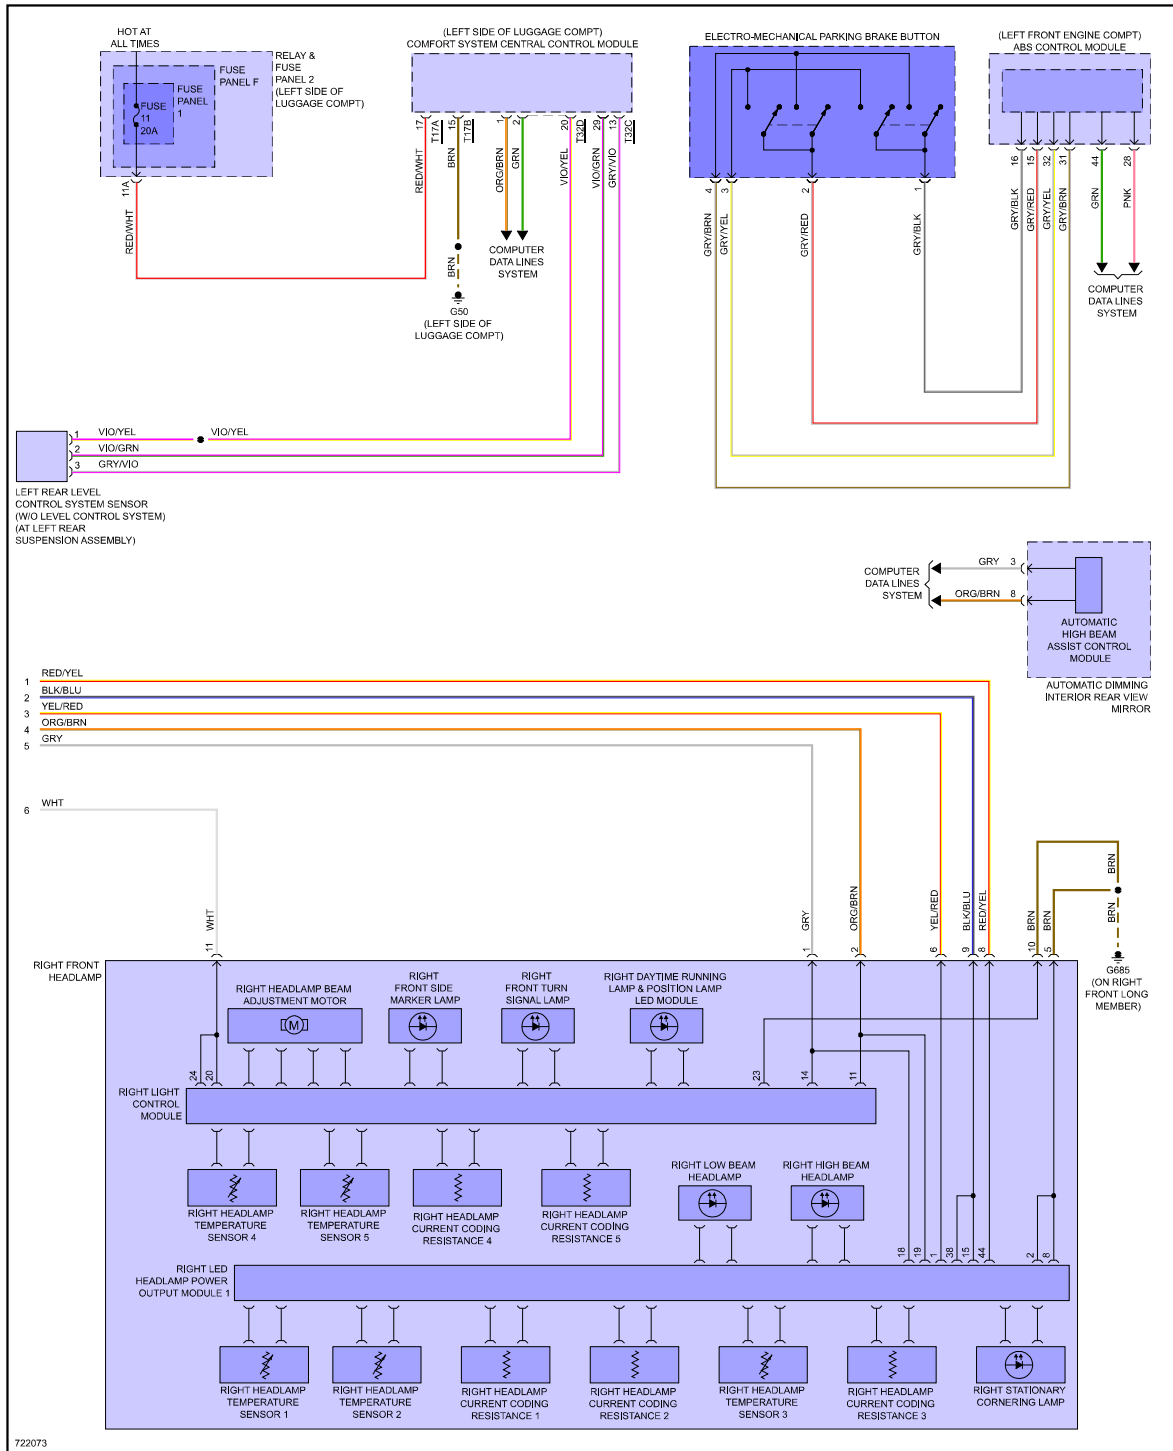 HOT AT
ALL TIMES
RELAY &
FUSE
PANEL 2
(LEFT SIDE OF
LUGGAGE COMPT)
FUSE
PANEL F
FUSE
PANEL
1
FUSE
11
20A
11A
RED/WHT
(LEFT SIDE OF LUGGAGE COMPT)
COMFORT SYSTEM CENTRAL CONTROL MODULE
17
T17A
15
T17B
1
2
20
T32D
29
13
T32C
RED/WHT
BRN
ORG/BRN
GRN
VIO/YEL
VIO/GRN
GRY/VIO
COMPUTER
DATA LINES
SYSTEM
BRN
G50
(LEFT SIDE OF
LUGGAGE COMPT)
ELECTRO-MECHANICAL PARKING BRAKE BUTTON
4
3
2
1
GRY/BRN
GRY/YEL
GRY/RED
GRY/BLK
(LEFT FRONT ENGINE COMPT)
ABS CONTROL MODULE
16
15
32
31
44
28
GRY/BLK
GRY/RED
GRY/YEL
GRY/BRN
GRN
PNK
COMPUTER
DATA LINES
SYSTEM
1
VIO/YEL
VIO/YEL
2
VIO/GRN
3
GRY/VIO
LEFT REAR LEVEL
CONTROL SYSTEM SENSOR
(W/O LEVEL CONTROL SYSTEM)
(AT LEFT REAR
SUSPENSION ASSEMBLY)
COMPUTER
DATA LINES
SYSTEM
GRY
3
ORG/BRN
8
AUTOMATIC
HIGH BEAM
ASSIST CONTROL
MODULE
AUTOMATIC DIMMING
INTERIOR REAR VIEW
MIRROR
1
RED/YEL
2
BLK/BLU
3
YEL/RED
4
ORG/BRN
5
GRY
6
WHT
WHT
GRY
ORG/BRN
YEL/RED
BLK/BLU
RED/YEL
BRN
BRN
BRN
BRN
11
1
2
6
9
8
10
5
G685
(ON RIGHT
FRONT LONG
MEMBER)
RIGHT FRONT
HEADLAMP
RIGHT HEADLAMP BEAM
ADJUSTMENT MOTOR
M
RIGHT
FRONT SIDE
MARKER LAMP
RIGHT
FRONT TURN
SIGNAL LAMP
RIGHT DAYTIME RUNNING
LAMP & POSITION LAMP
LED MODULE
24
20
23
14
11
RIGHT LIGHT
CONTROL
MODULE
RIGHT HEADLAMP
TEMPERATURE
SENSOR 4
RIGHT HEADLAMP
TEMPERATURE
SENSOR 5
RIGHT HEADLAMP
CURRENT CODING
RESISTANCE 4
RIGHT HEADLAMP
CURRENT CODING
RESISTANCE 5
RIGHT LOW BEAM
HEADLAMP
RIGHT HIGH BEAM
HEADLAMP
18
19
1
38
15
44
2
8
RIGHT LED
HEADLAMP POWER
OUTPUT MODULE 1
RIGHT HEADLAMP
TEMPERATURE
SENSOR 1
RIGHT HEADLAMP
TEMPERATURE
SENSOR 2
RIGHT HEADLAMP
CURRENT CODING
RESISTANCE 1
RIGHT HEADLAMP
CURRENT CODING
RESISTANCE 2
RIGHT HEADLAMP
TEMPERATURE
SENSOR 3
RIGHT HEADLAMP
CURRENT CODING
RESISTANCE 3
RIGHT STATIONARY
CORNERING LAMP
722073